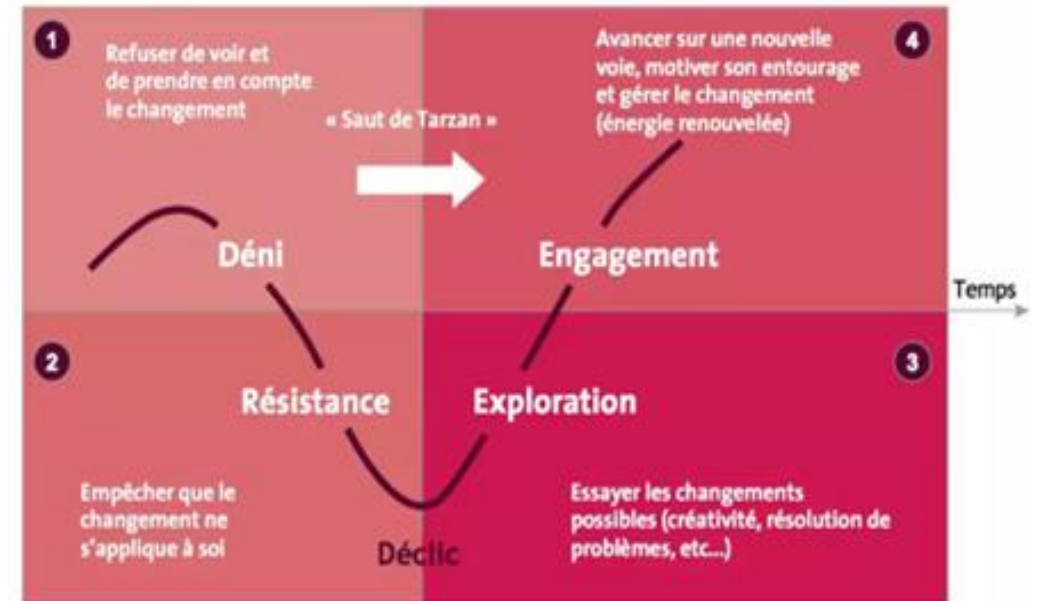 1
Refuser de voir et
de prendre en compte
le changement
« Saut de Tarzan »
Déni
4
Avancer sur une nouvelle
voie, motiver son entourage
et gérer le changement
(énergie renouvelée)
Engagement
Temps
2
Résistance
Empêcher que le
changement ne
s'applique à soi
Déclic
3
Exploration
Essayer les changements
possibles (créativité, résolution de
problèmes, etc...)